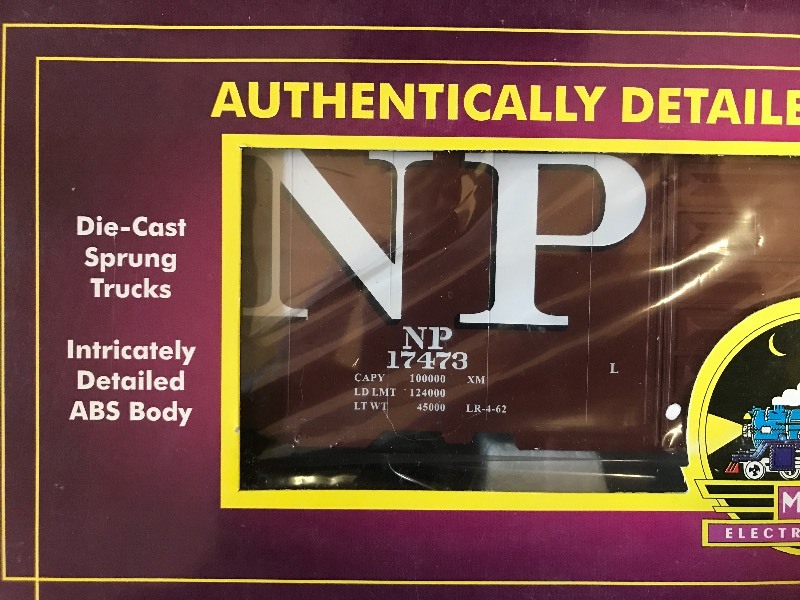 AUTHENTICALLY DETAILE
Die-Cast
Sprung
Trucks
Intricately
Detailed
ABS Body
NP
NP
17473
CAPY 100000 XM
LD LMT 124000
LT WT 45000 LR-4-62
L
M
ELECTR